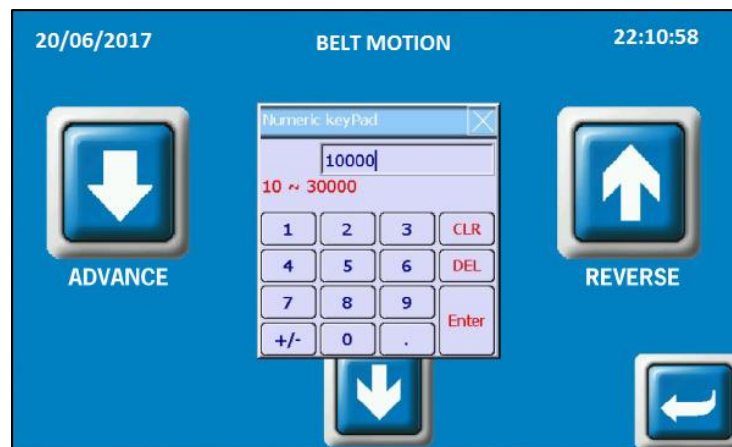 20/06/2017 BELT MOTION 22:10:58
Numeric keyPad
10000
10 ~ 30000
1 2 3 CLR
4 5 6 DEL
7 8 9 Enter
+/- 0 .
ADVANCE REVERSE